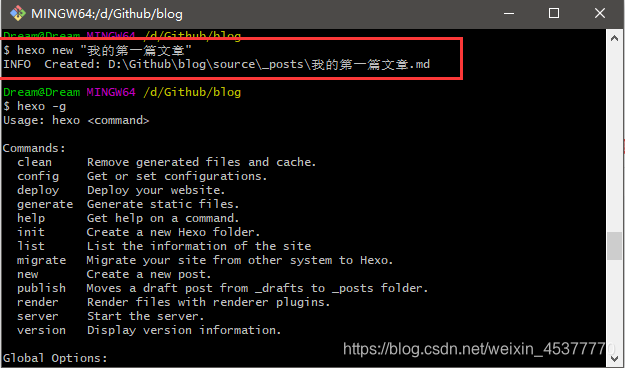 MINGW64:/d/Github/blog
Dream@Dream MINGW64 /d/Github/blog
$ hexo new "我的第一篇文章"
INFO  Created: D:\Github\blog\source\_posts\我的第一篇文章.md
Dream@Dream MINGW64 /d/Github/blog
$ hexo -g
Usage: hexo <command>
Commands:
  clean     Remove generated files and cache.
  config    Get or set configurations.
  deploy    Deploy your website.
  generate  Generate static files.
  help      Get help on a command.
  init      Create a new Hexo folder.
  list      List the information of the site
  migrate   Migrate your site from other system to Hexo.
  new       Create a new post.
  publish   Moves a draft post from _drafts to _posts folder.
  render    Render files with renderer plugins.
  server    Start the server.
  version   Display version information.
Global Options:
https://blog.csdn.net/weixin_45377770